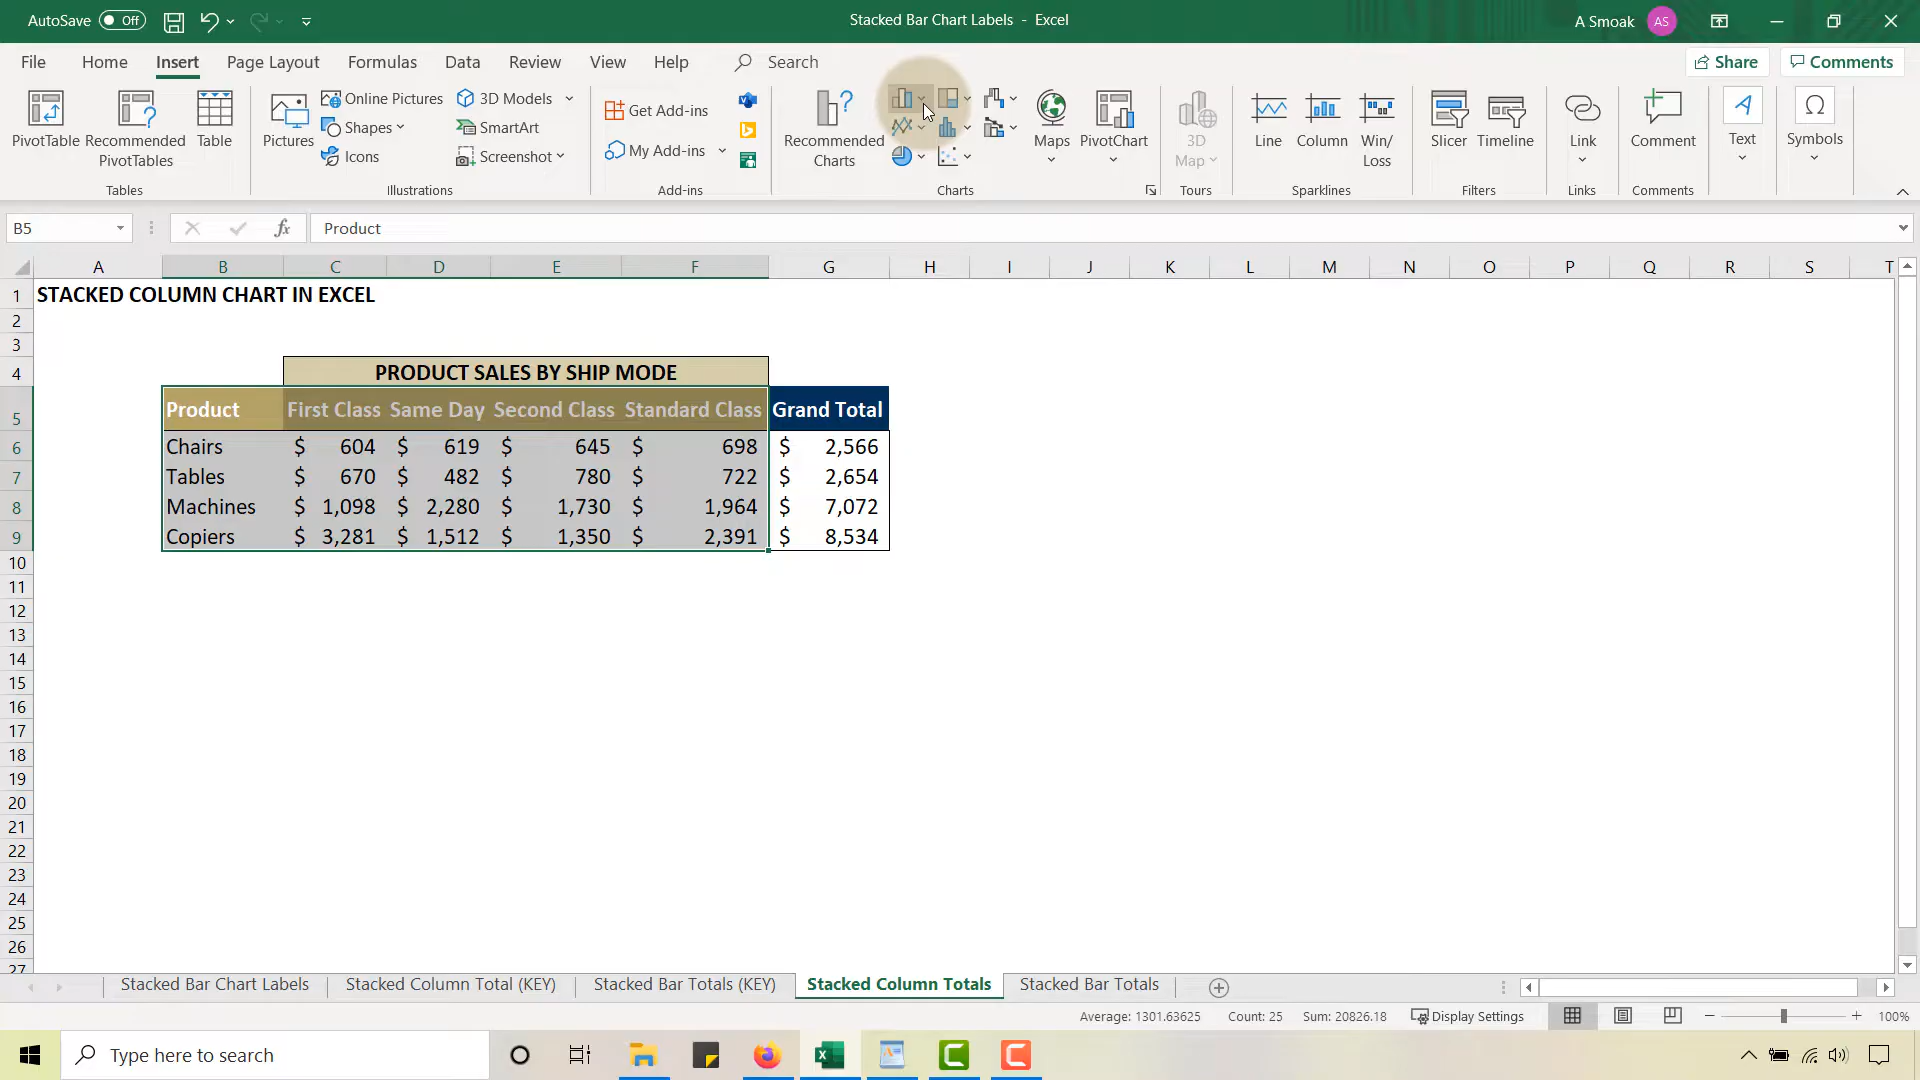 AutoSave Off
Stacked Bar Chart Labels - Excel
A Smoak AS
File Home Insert Page Layout Formulas Data Review View Help Search Share Comments
PivotTable
Recommended
PivotTables
Table
Tables
Pictures
Online Pictures
Shapes
Icons
3D Models
SmartArt
Screenshot
Illustrations
Get Add-ins
My Add-ins
Add-ins
Recommended
Charts
Maps
PivotChart
Charts
3D
Map
Tours
Line
Column
Win/
Loss
Sparklines
Slicer
Timeline
Filters
Link
Links
Comment
Comments
Text
Symbols
B5 fx Product
A B C D E F G H I J K L M N O P Q R S T
1 STACKED COLUMN CHART IN EXCEL
2
3
4 PRODUCT SALES BY SHIP MODE
5 Product First Class Same Day Second Class Standard Class Grand Total
6 Chairs $ 604 $ 619 $ 645 $ 698 $ 2,566
7 Tables $ 670 $ 482 $ 780 $ 722 $ 2,654
8 Machines $ 1,098 $ 2,280 $ 1,730 $ 1,964 $ 7,072
9 Copiers $ 3,281 $ 1,512 $ 1,350 $ 2,391 $ 8,534
10
11
12
13
14
15
16
17
18
19
20
21
22
23
24
25
26
27
Stacked Bar Chart Labels Stacked Column Total (KEY) Stacked Bar Totals (KEY) Stacked Column Totals Stacked Bar Totals
Average: 1301.63625 Count: 25 Sum: 20826.18 Display Settings 100%
Type here to search